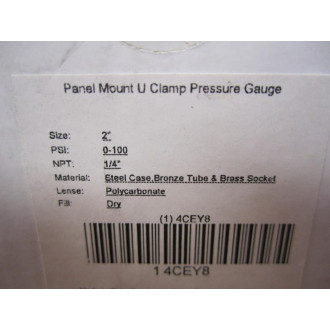 Panel Mount U Clamp Pressure Gauge
Size: 2"
PSI: 0-100
NPT: 1/4"
Material: Steel Case,Bronze Tube & Brass Socket
Lense: Polycarbonate
Fill: Dry
(1) 4CEY8
1 4CEY8